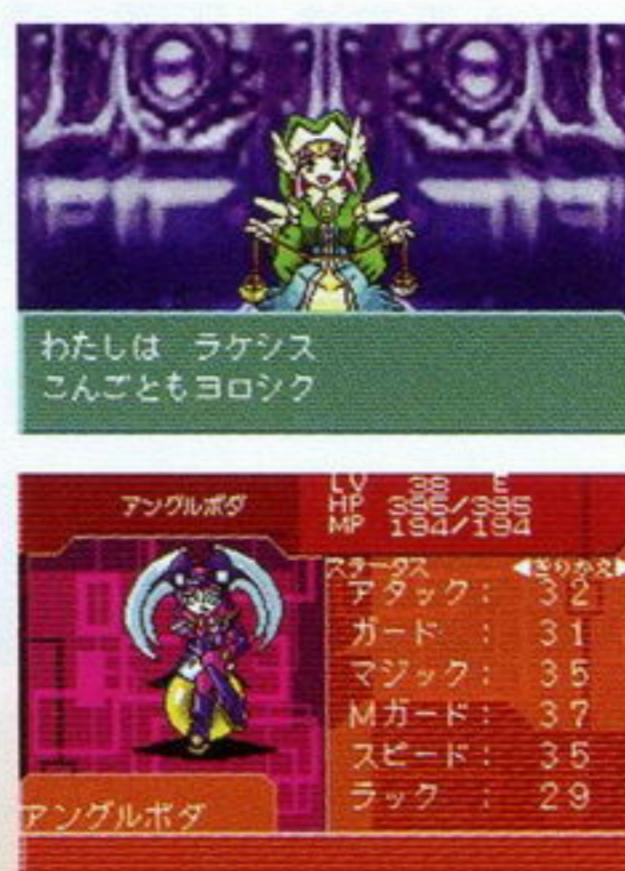 わたしは ラケシス
こんごともヨロシク
アングルボダ
LV 38 E
HP 395/395
MP 194/194
ステータス ◀きりかえ▶
アタック: 32
ガード : 31
マジック: 35
Mガード: 37
スピード: 35
ラック : 29
アングルボダ